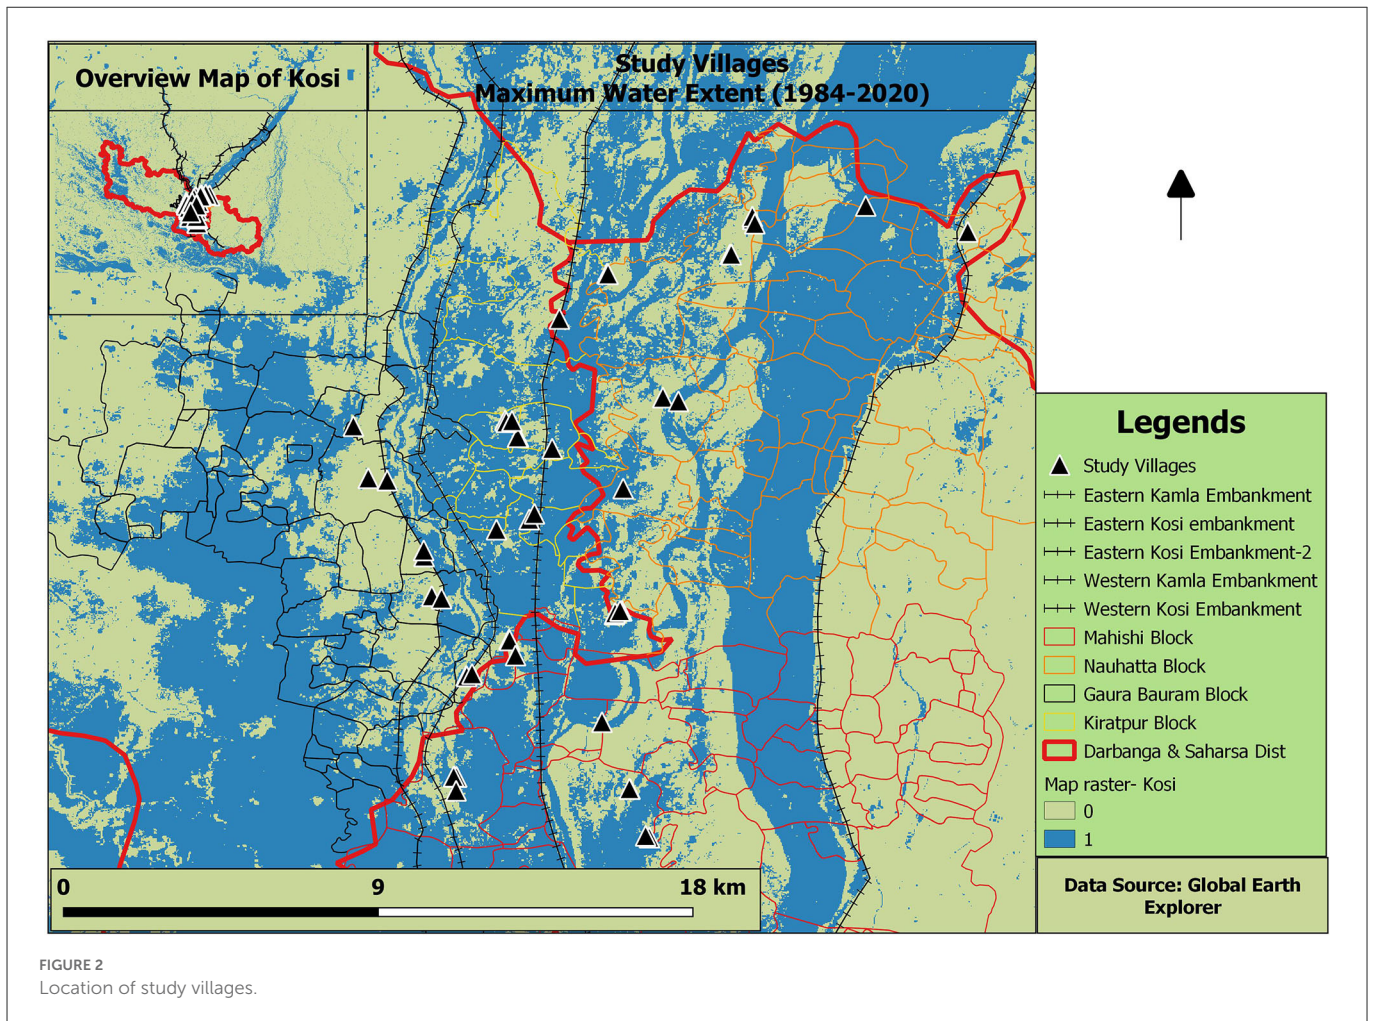 Overview Map of Kosi
Study Villages
Maximum Water Extent (1984-2020)
Legends
Study Villages
Eastern Kamla Embankment
Eastern Kosi embankment
Eastern Kosi Embankment-2
Western Kamla Embankment
Western Kosi Embankment
Mahishi Block
Nauhatta Block
Gaura Bauram Block
Kiratpur Block
Darbanga & Saharsa Dist
Map raster- Kosi
0
1
0 9 18 km
Data Source: Global Earth
Explorer
FIGURE 2
Location of study villages.